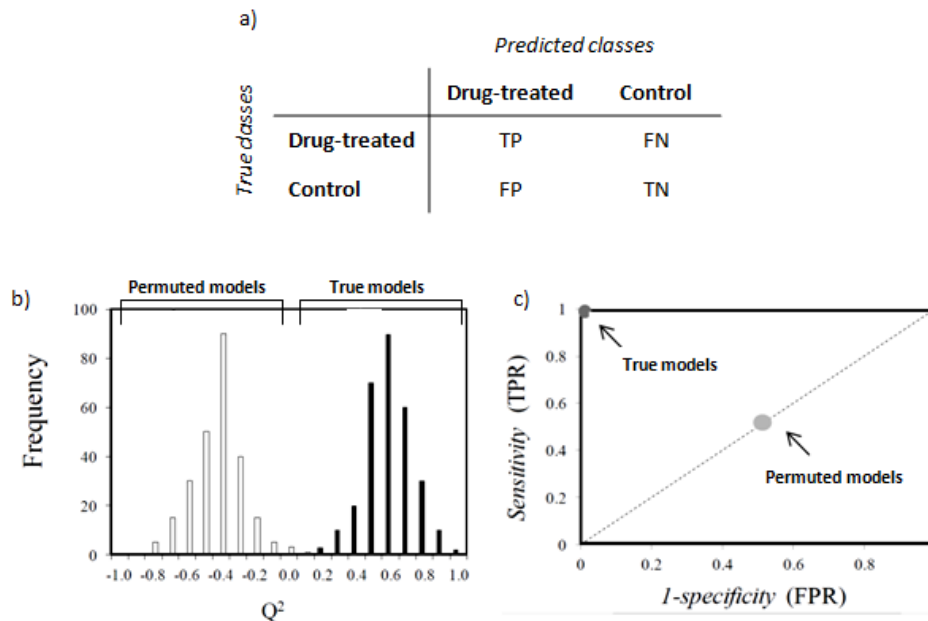 a)
Predicted classes
True classes
Drug-treated Control
Drug-treated TP FN
Control FP TN
b)
Permuted models True models
Frequency
100
80
60
40
20
0
-1.0 -0.8 -0.6 -0.4 -0.2 0.0 0.2 0.4 0.6 0.8 1.0
Q²
c)
Sensitivity (TPR)
1
0.8
0.6
0.4
0.2
0
True models
Permuted models
0 0.2 0.4 0.6 0.8
1-specificity (FPR)